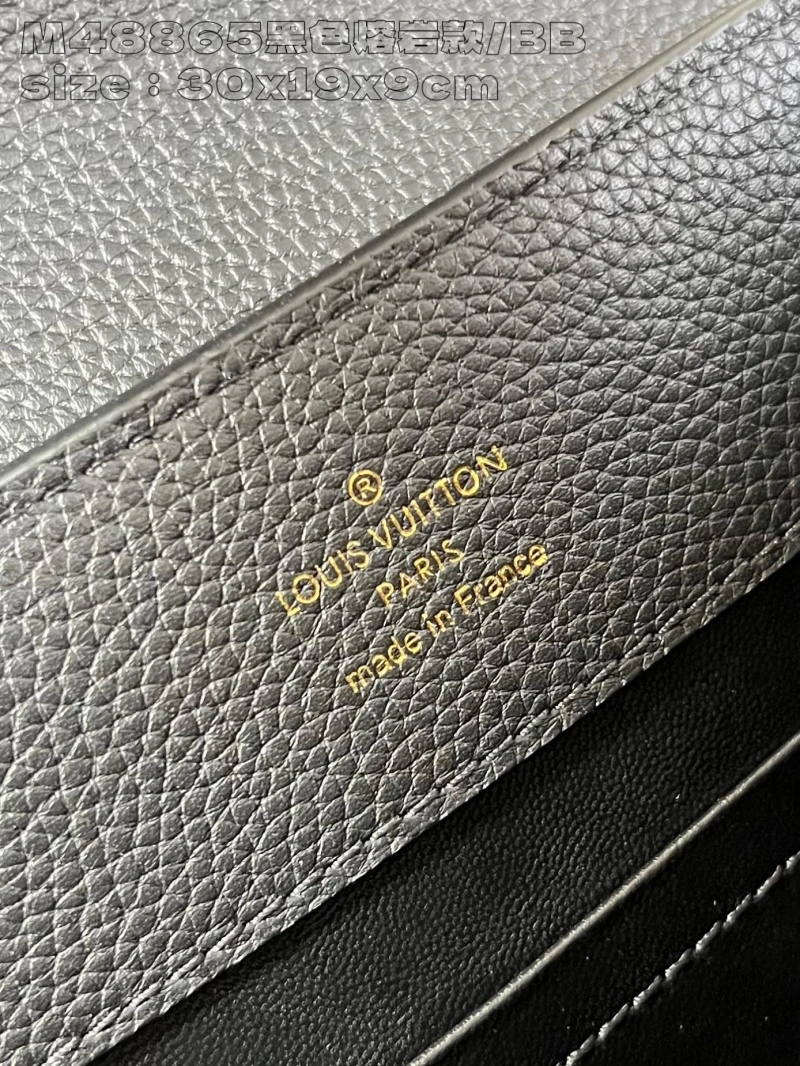 M48865黑色熔岩款/BB
size：30x19x9cm
®
LOUIS VUITTON
PARIS
made in France